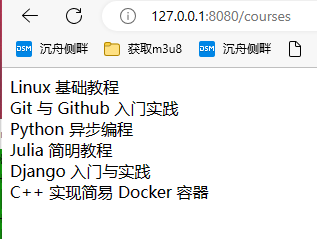 127.0.0.1:8080/courses
DSM 沉舟侧畔 获取m3u8 DSM 沉舟侧畔
Linux 基础教程
Git 与 Github 入门实践
Python 异步编程
Julia 简明教程
Django 入门与实践
C++ 实现简易 Docker 容器